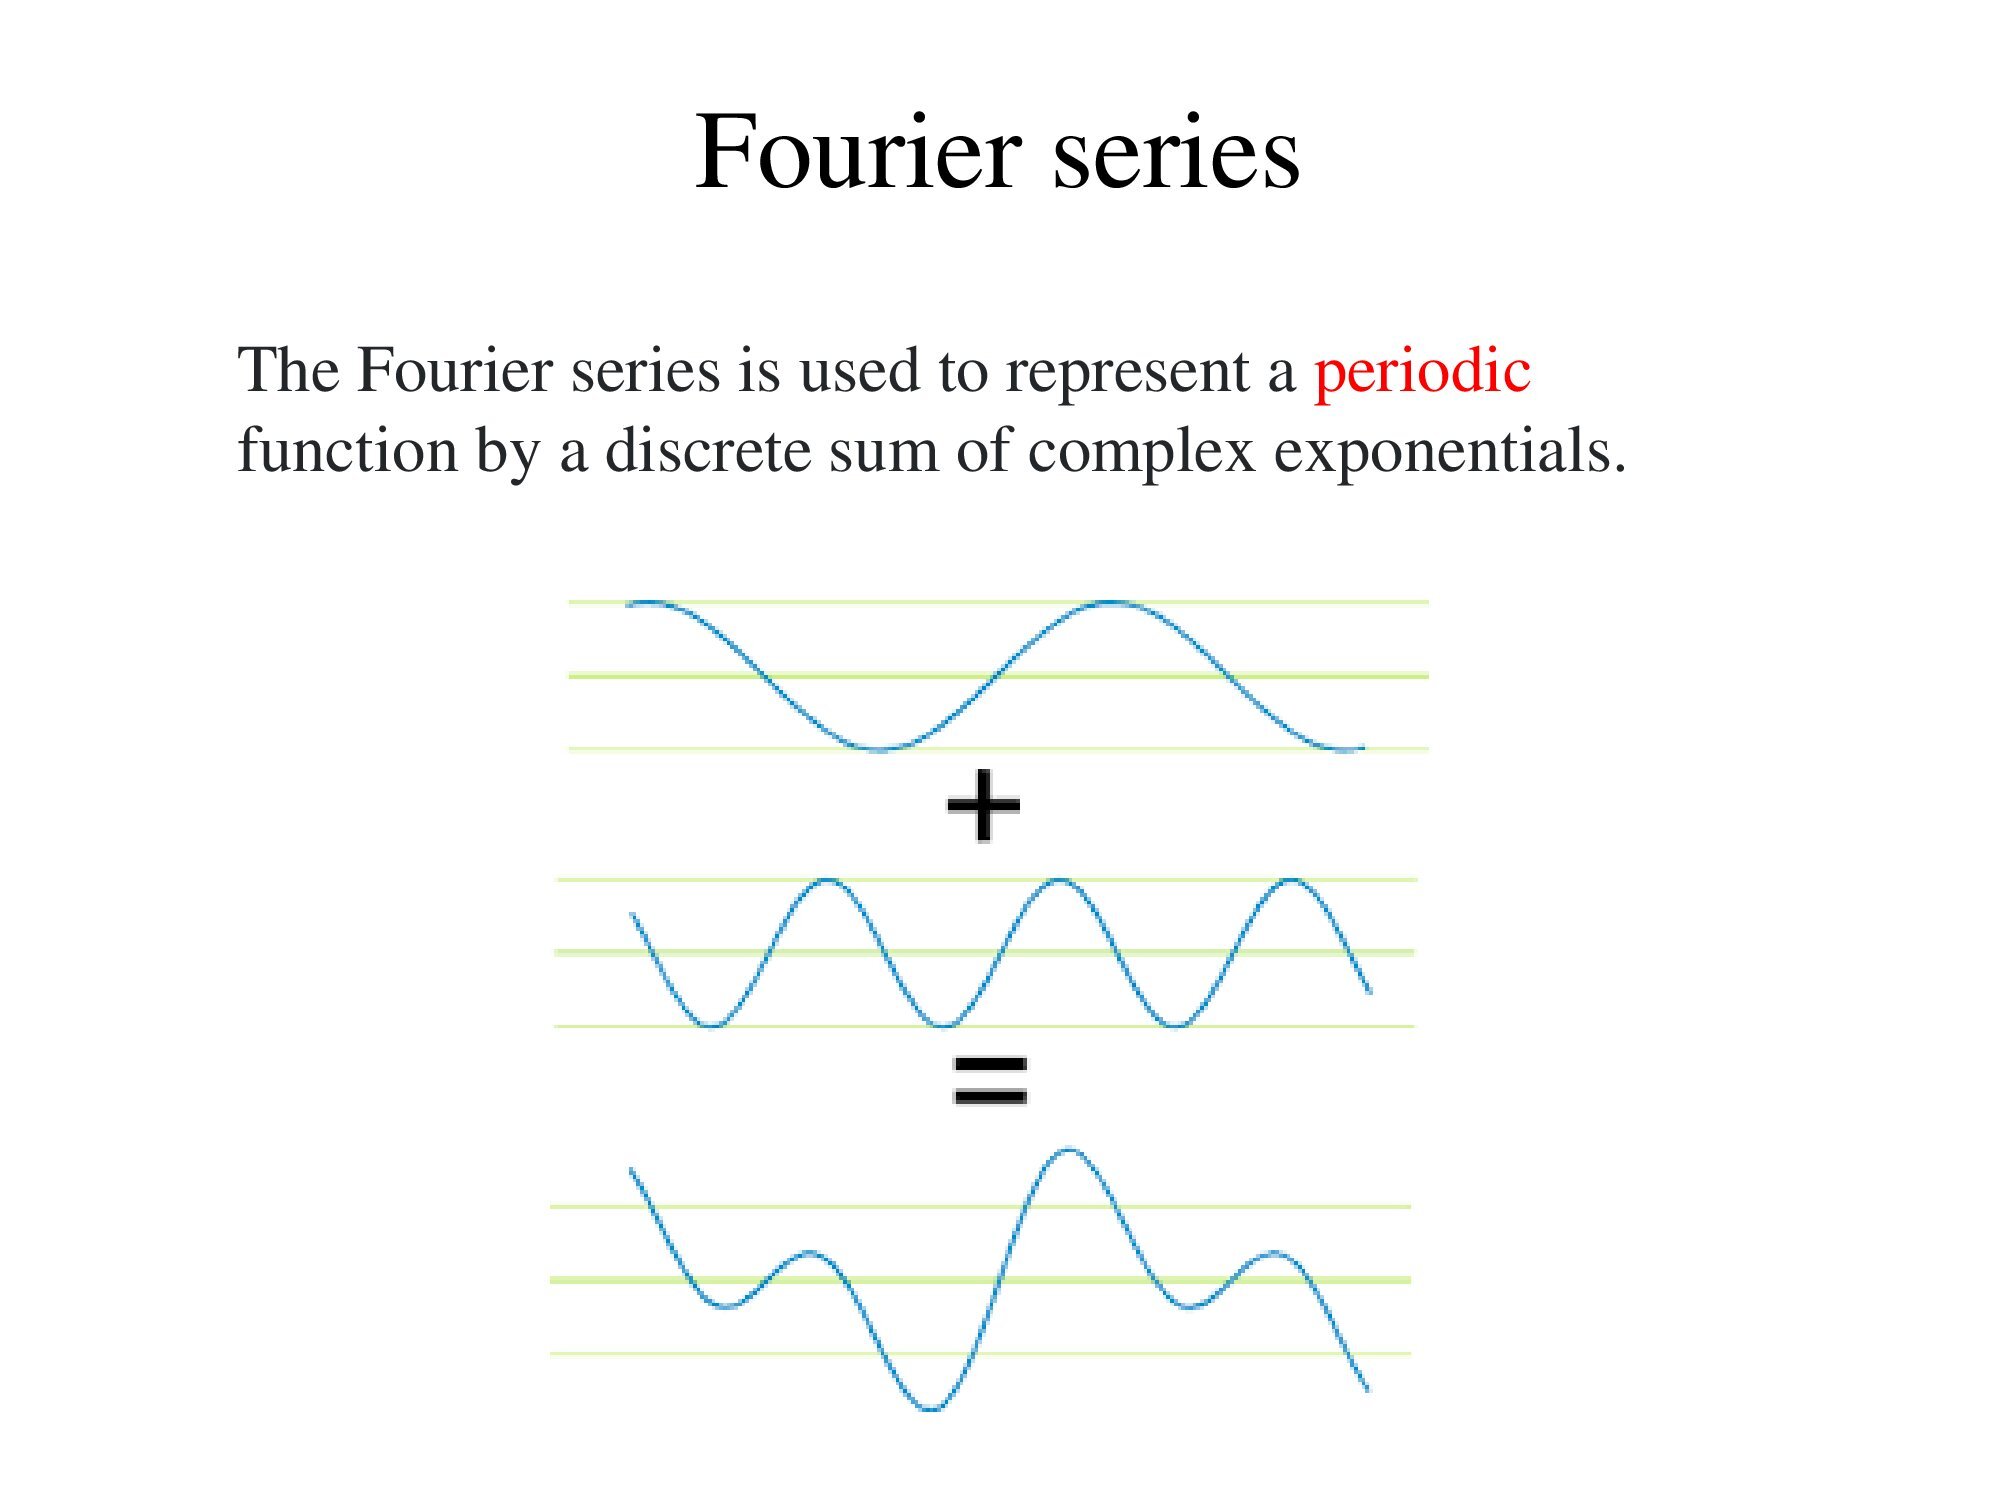 Fourier series
The Fourier series is used to represent a periodic
function by a discrete sum of complex exponentials.
+
=